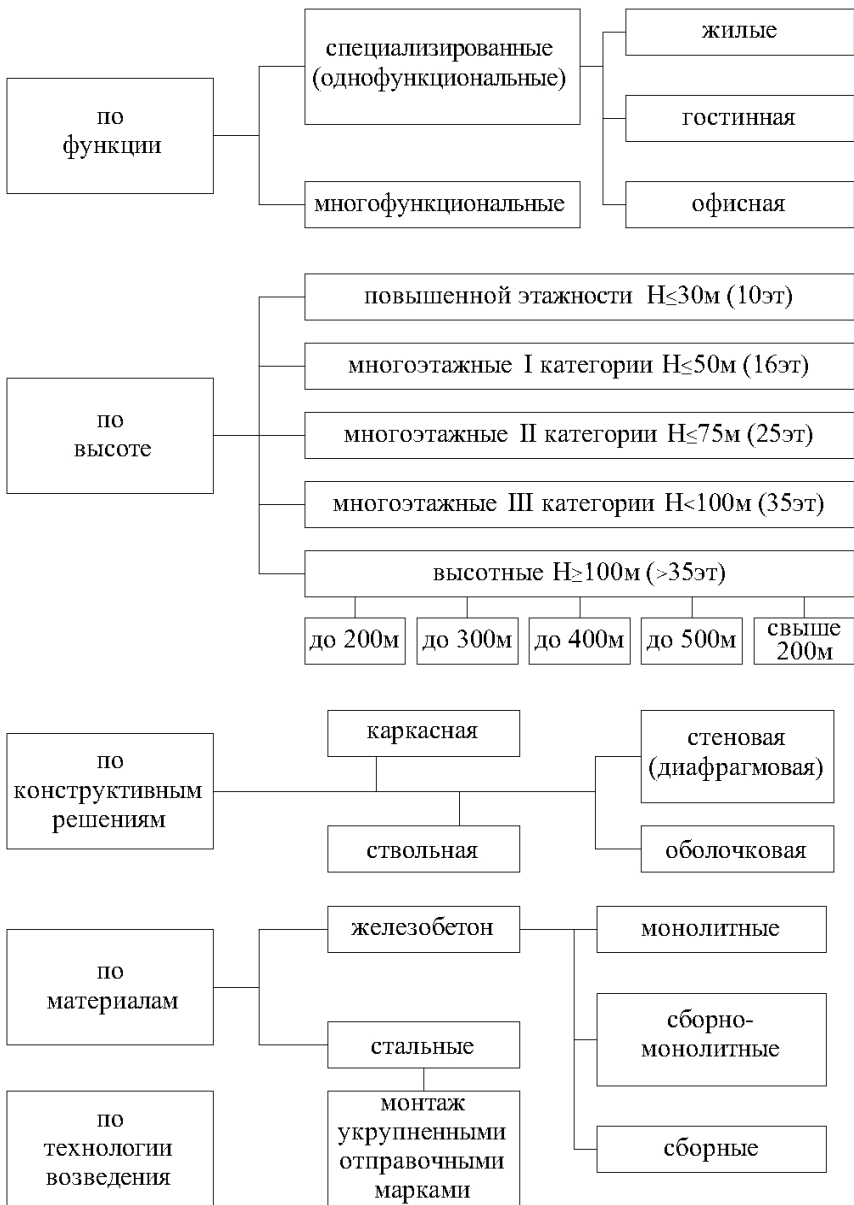 по
функции
специализированные
(однофункциональные)
многофункциональные
жилые
гостинная
офисная
по
высоте
повышенной этажности H≤30м (10эт)
многоэтажные I категории H≤50м (16эт)
многоэтажные II категории H≤75м (25эт)
многоэтажные III категории H<100м (35эт)
высотные H≥100м (>35эт)
до 200м
до 300м
до 400м
до 500м
свыше
200м
по
конструктивным
решениям
каркасная
ствольная
стеновая
(диафрагмовая)
оболочковая
по
материалам
железобетон
стальные
монолитные
сборно-
монолитные
сборные
по
технологии
возведения
монтаж
укрупненными
отправочными
марками